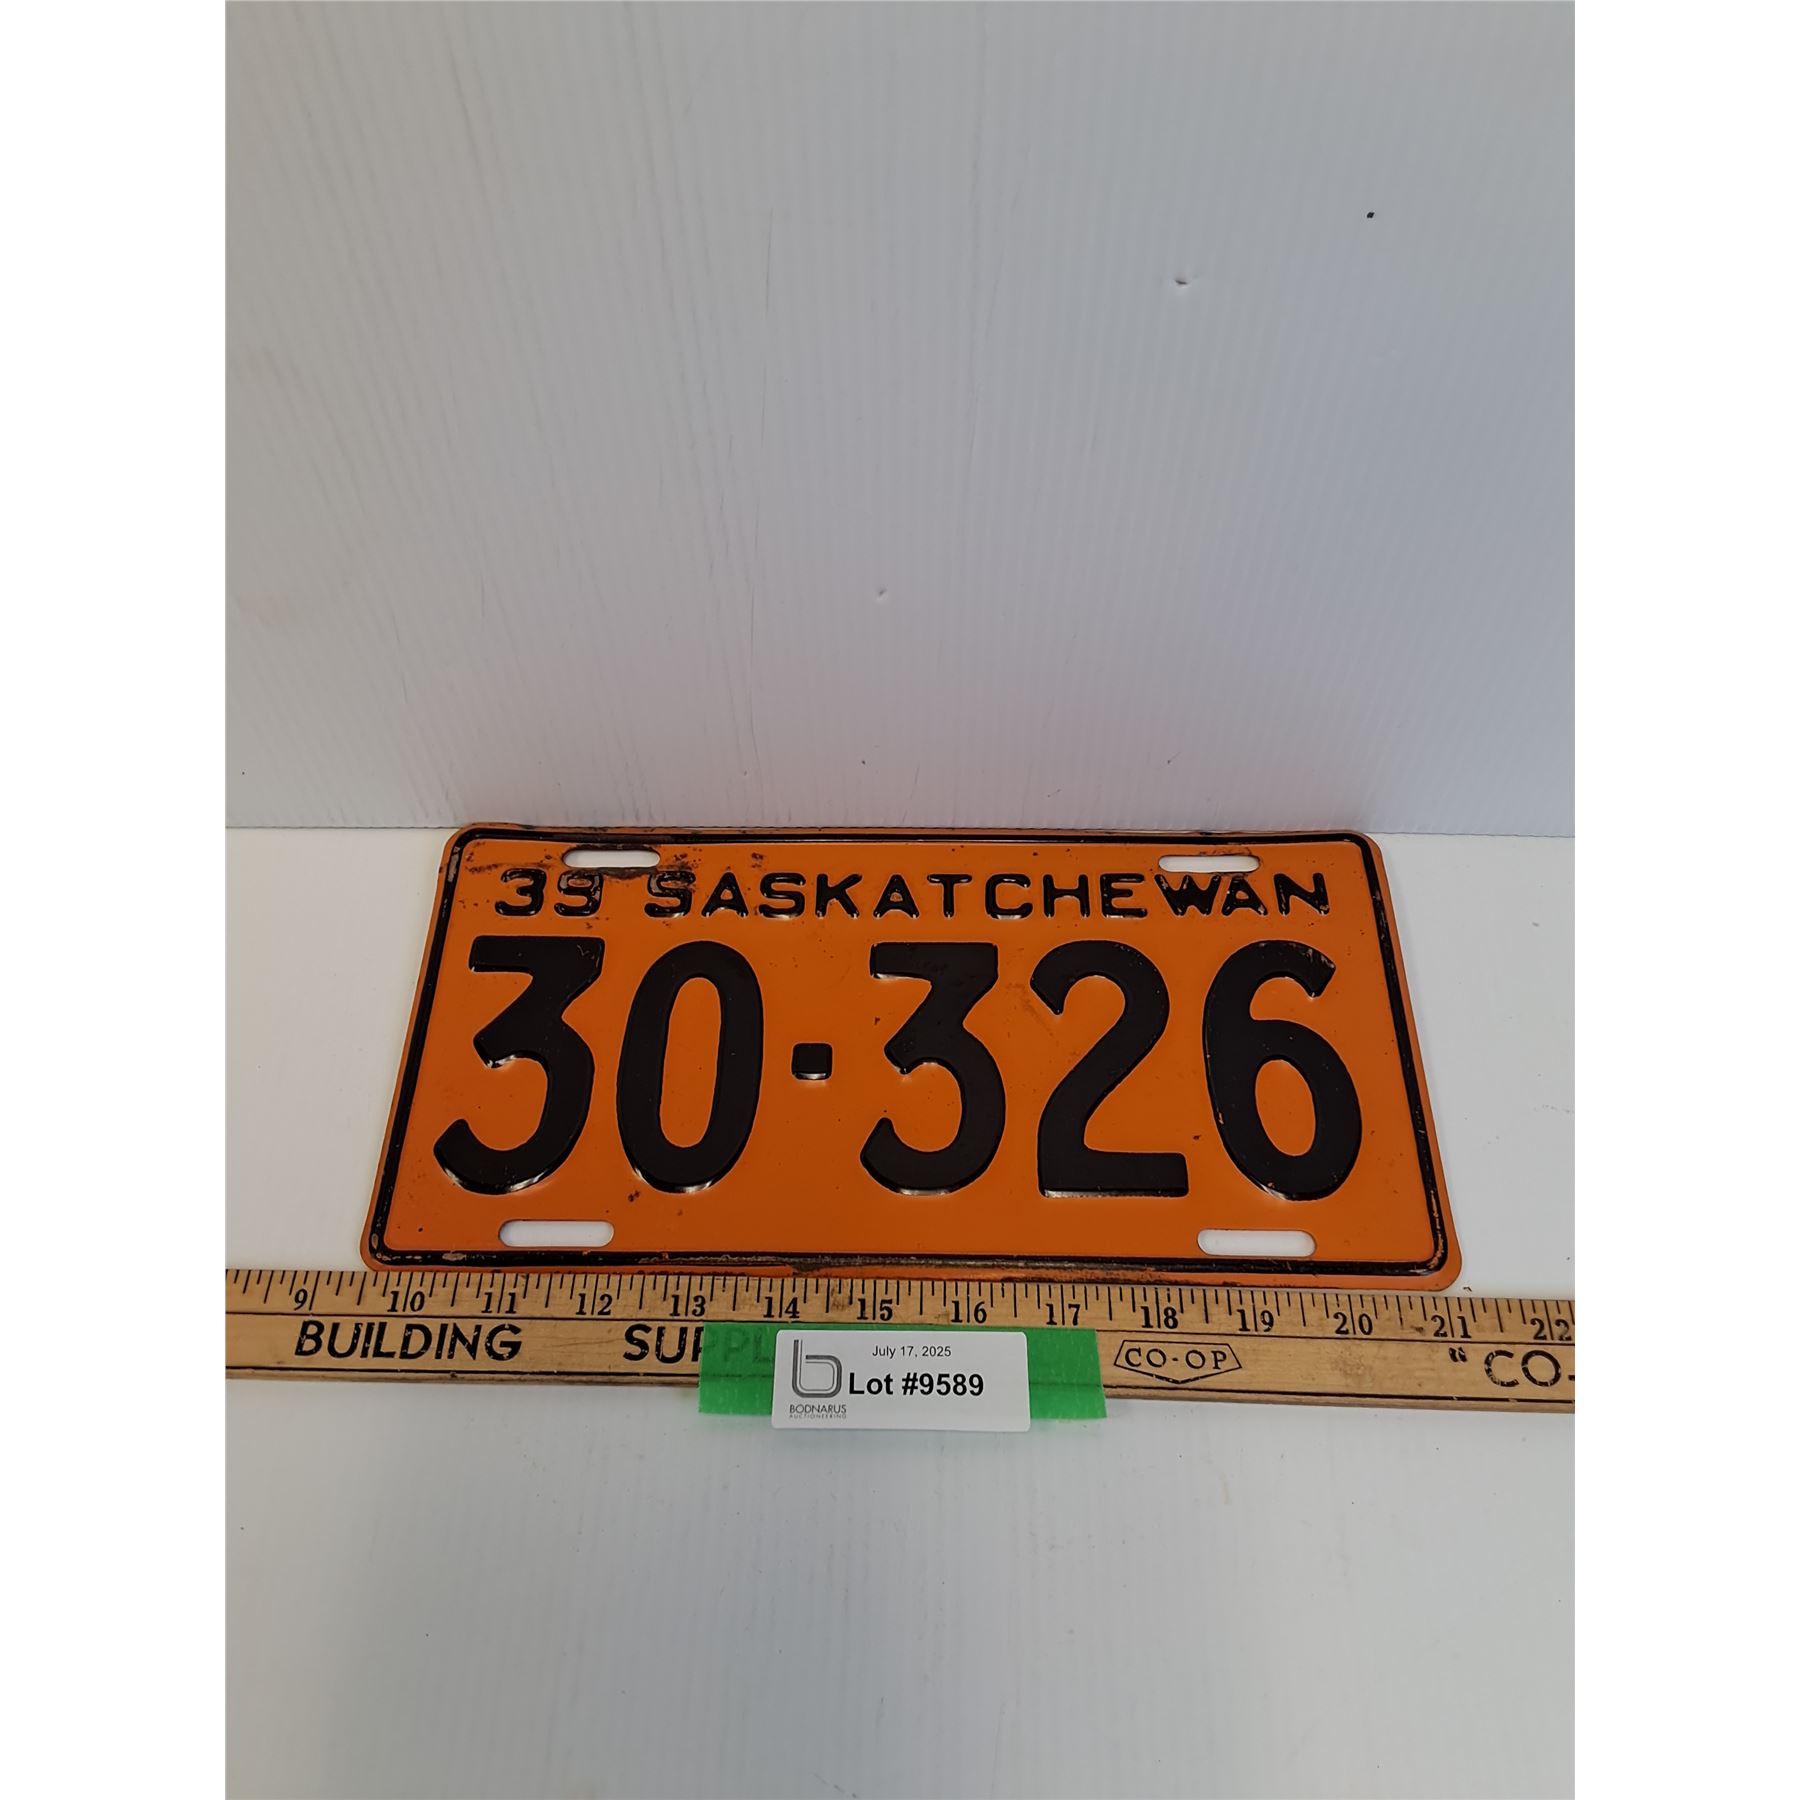 39 SASKATCHEWAN
30-326
9 10 11 12 13 14 15 16 17 18 19 20 21 22
BUILDING SUPPL CO-OP " CO-
July 17, 2025
Lot #9589
BODNARUS
AUCTIONEERING